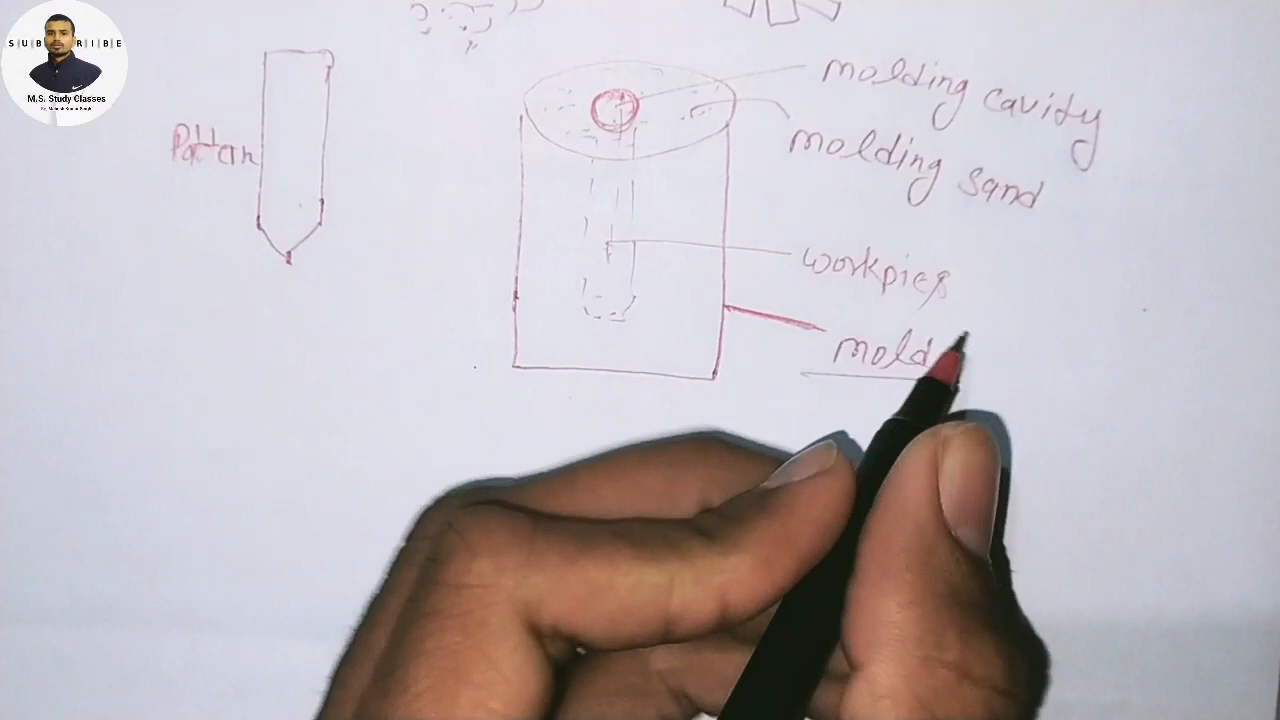 SUBSCRIBE
M.S. Study Classes
Pattern
molding cavity
molding sand
workpies
mold